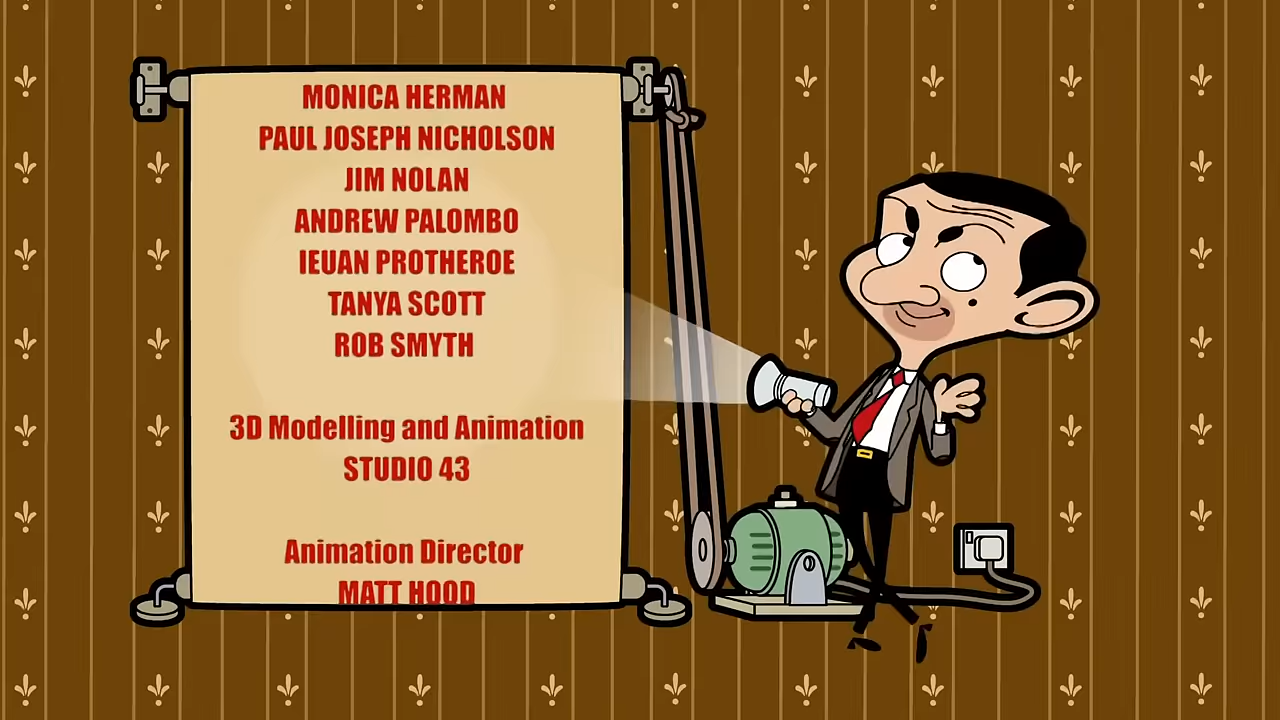 MONICA HERMAN
PAUL JOSEPH NICHOLSON
JIM NOLAN
ANDREW PALOMBO
IEUAN PROTHEROE
TANYA SCOTT
ROB SMYTH
3D Modelling and Animation
STUDIO 43
Animation Director
MATT HOOD